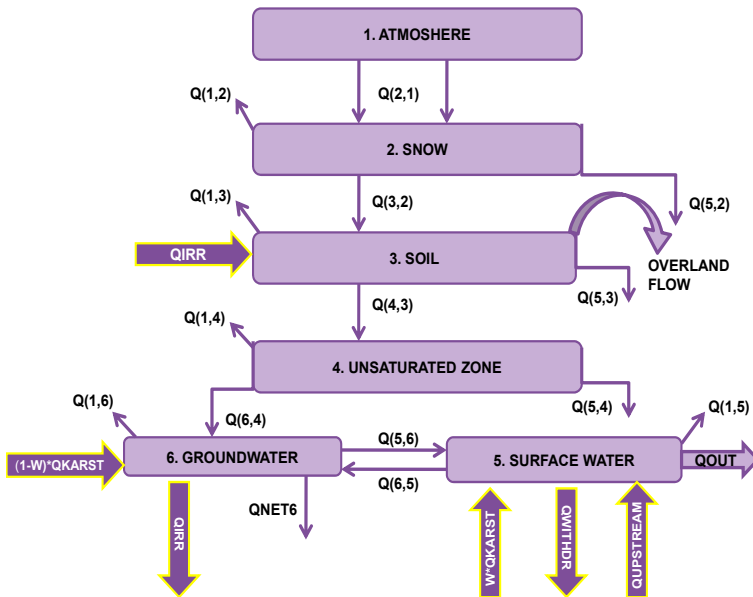 1. ATMOSHERE
Q(1,2)
Q(2,1)
2. SNOW
Q(1,3)
Q(3,2)
Q(5,2)
QIRR
3. SOIL
OVERLAND
FLOW
Q(4,3)
Q(5,3)
Q(1,4)
4. UNSATURATED ZONE
Q(1,6)
Q(6,4)
Q(5,4)
Q(1,5)
(1-W)*QKARST
6. GROUNDWATER
Q(5,6)
Q(6,5)
5. SURFACE WATER
QOUT
QIRR
QNET6
W*QKARST
QWITHDR
QUPSTREAM